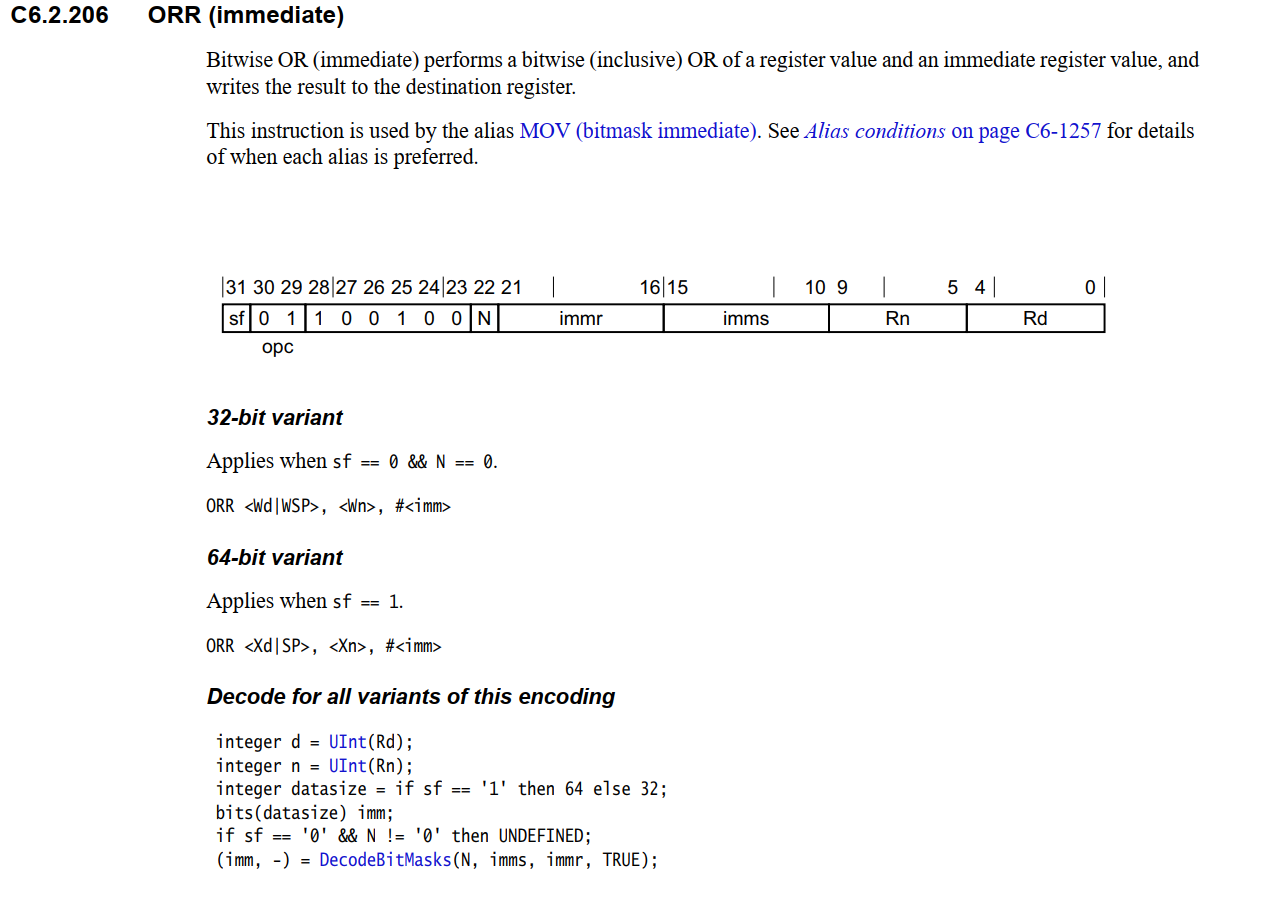 C6.2.206 ORR (immediate)
Bitwise OR (immediate) performs a bitwise (inclusive) OR of a register value and an immediate register value, and
writes the result to the destination register.
This instruction is used by the alias MOV (bitmask immediate). See Alias conditions on page C6-1257 for details
of when each alias is preferred.
31 30 29 28 27 26 25 24 23 22 21 16 15 10 9 5 4 0
sf 0 1 1 0 0 1 0 0 N immr imms Rn Rd
opc
32-bit variant
Applies when sf == 0 && N == 0.
ORR <Wd|WSP>, <Wn>, #<imm>
64-bit variant
Applies when sf == 1.
ORR <Xd|SP>, <Xn>, #<imm>
Decode for all variants of this encoding
integer d = UInt(Rd);
integer n = UInt(Rn);
integer datasize = if sf == '1' then 64 else 32;
bits(datasize) imm;
if sf == '0' && N != '0' then UNDEFINED;
(imm, -) = DecodeBitMasks(N, imms, immr, TRUE);